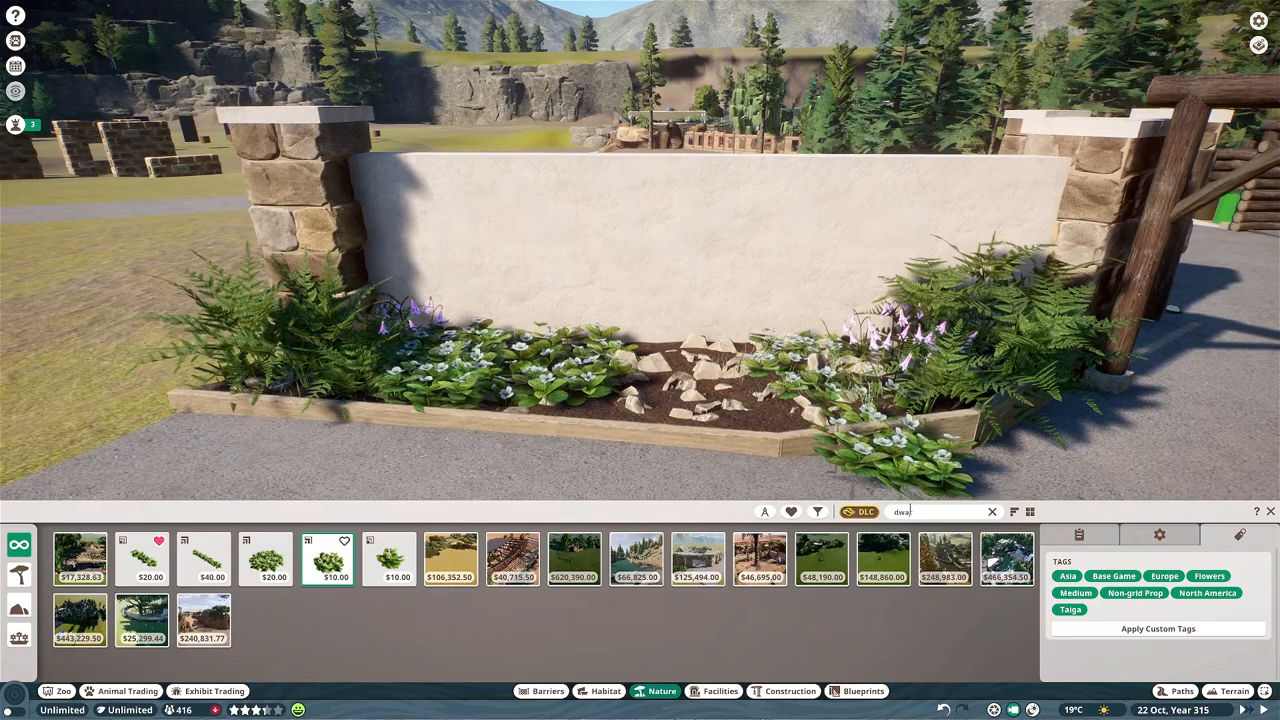 ?
3
DLC
dwa
?
$17,328.63
$20.00
$40.00
$20.00
$10.00
$10.00
$106,352.50
$40,715.50
$620,390.00
$66,825.00
$125,494.00
$46,695.00
$48,190.00
$148,860.00
$248,983.00
$466,354.50
$443,229.50
$25,299.44
$240,831.77
TAGS
Asia
Base Game
Europe
Flowers
Medium
Non-grid Prop
North America
Taiga
Apply Custom Tags
Zoo
Animal Trading
Exhibit Trading
Barriers
Habitat
Nature
Facilities
Construction
Blueprints
Paths
Terrain
Unlimited
Unlimited
416
19°C
22 Oct, Year 315